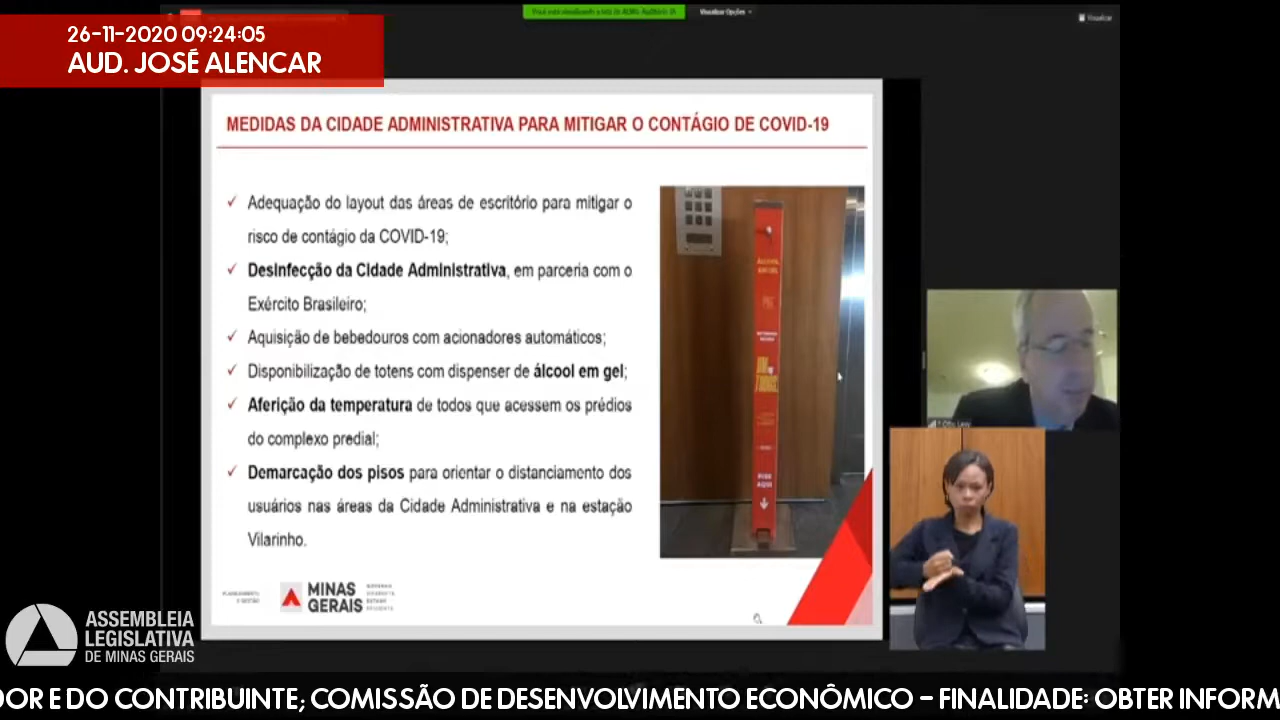 26-11-2020 09:24:05
AUD. JOSÉ ALENCAR
Visualizar Opções
Visualizar
MEDIDAS DA CIDADE ADMINISTRATIVA PARA MITIGAR O CONTÁGIO DE COVID-19
✓ Adequação do layout das áreas de escritório para mitigar o
risco de contágio da COVID-19;
✓ Desinfecção da Cidade Administrativa, em parceria com o
Exército Brasileiro;
✓ Aquisição de bebedouros com acionadores automáticos;
✓ Disponibilização de totens com dispenser de álcool em gel;
✓ Aferição da temperatura de todos que acessem os prédios
do complexo predial;
✓ Demarcação dos pisos para orientar o distanciamento dos
usuários nas áreas da Cidade Administrativa e na estação
Vilarinho.
PISE
AQUI
MINAS
GERAIS
ASSEMBLEIA
LEGISLATIVA
DE MINAS GERAIS
DOR E DO CONTRIBUINTE; COMISSÃO DE DESENVOLVIMENTO ECONÔMICO - FINALIDADE: OBTER INFORM